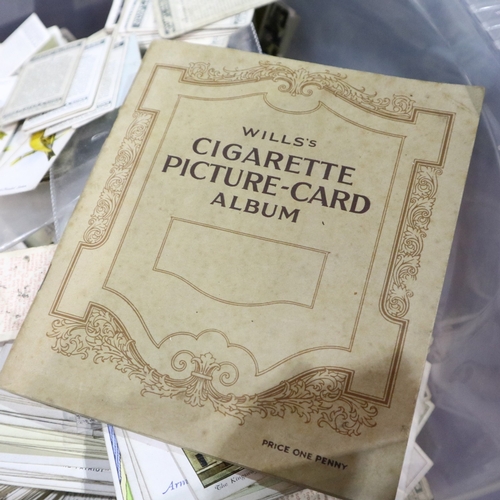 WILLS'S
CIGARETTE
PICTURE-CARD
ALBUM
PRICE ONE PENNY